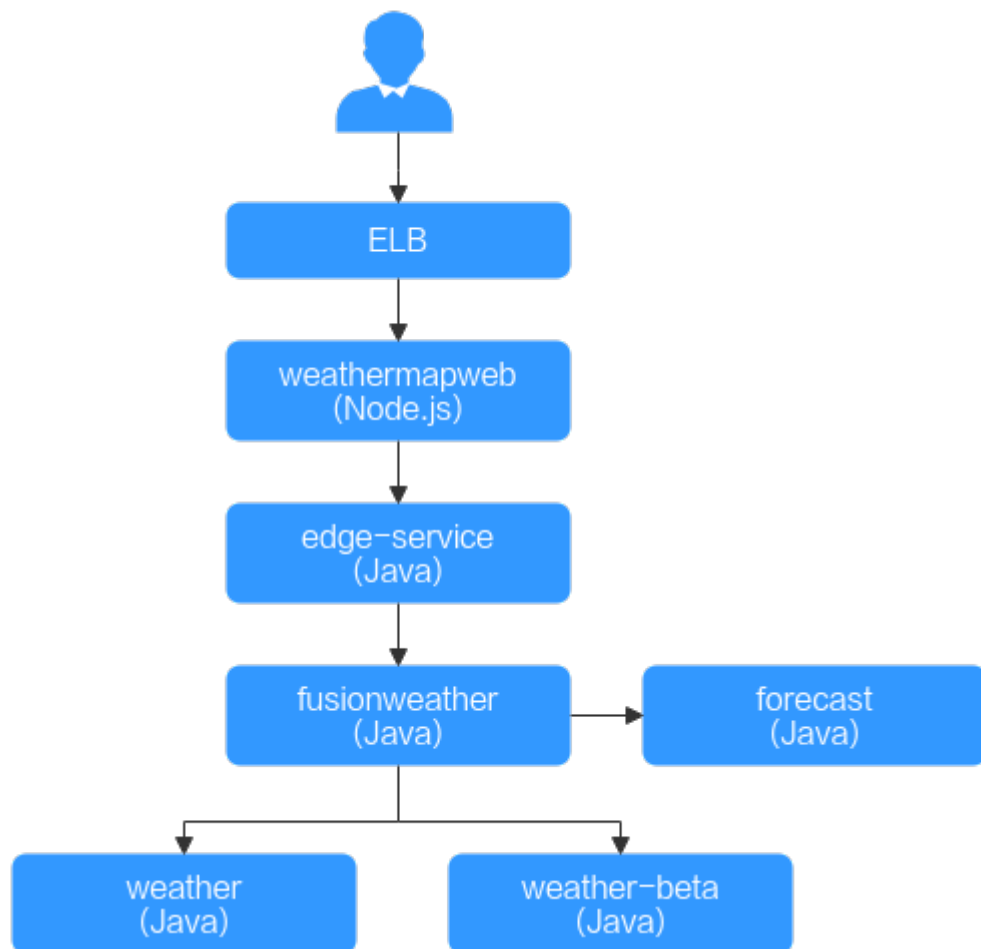 ELB
weathermapweb
(Node.js)
edge-service
(Java)
fusionweather
(Java)
forecast
(Java)
weather
(Java)
weather-beta
(Java)